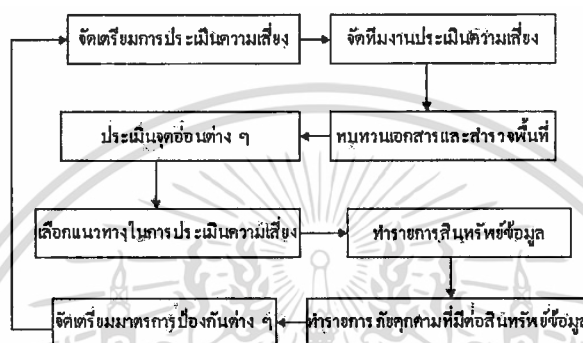 จัดเตรียมการประเมินความเสี่ยง
จัดทีมงานประเมินความเสี่ยง
ประเมินจุดอ่อนต่าง ๆ
ทบทวนเอกสารและสำรวจพื้นที่
เลือกแนวทางในการประเมินความเสี่ยง
ทำรายการสินทรัพย์ข้อมูล
จัดเตรียมมาตรการป้องกันต่าง ๆ
ทำรายการภัยคุกคามที่มีต่อสินทรัพย์ข้อมูล